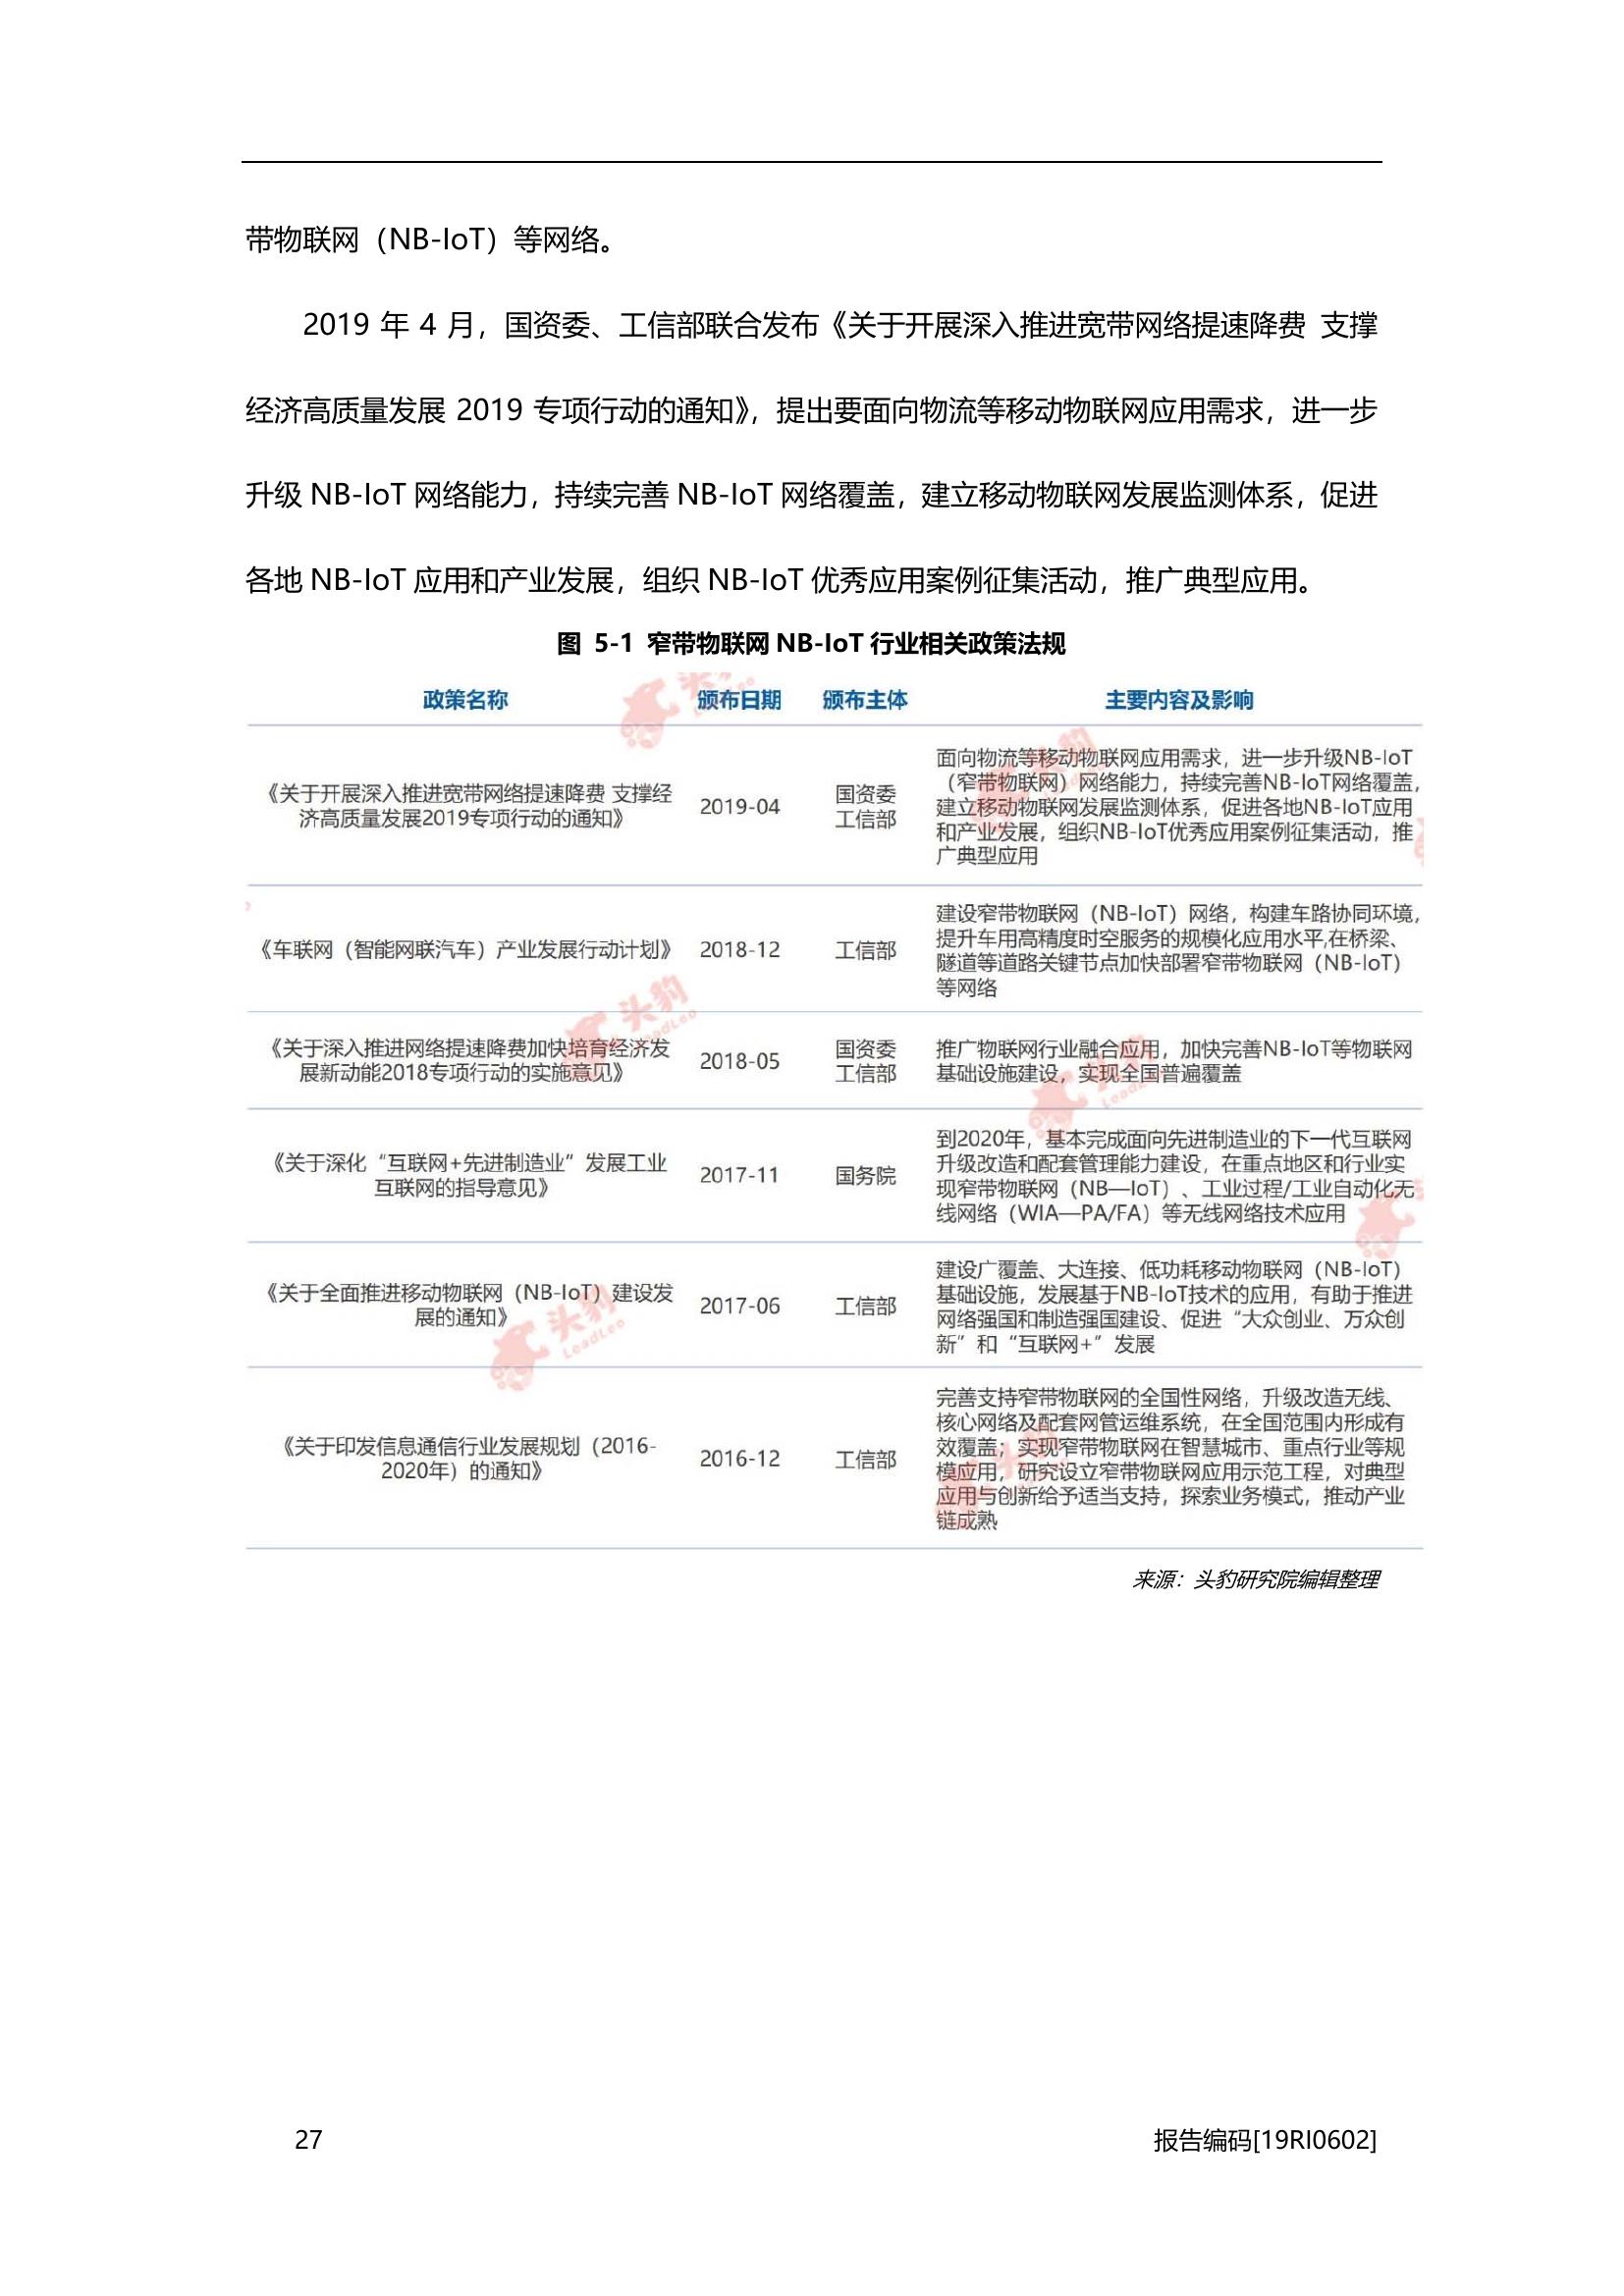 带物联网（NB-IoT）等网络。
2019 年 4 月，国资委、工信部联合发布《关于开展深入推进宽带网络提速降费 支撑
经济高质量发展 2019 专项行动的通知》，提出要面向物流等移动物联网应用需求，进一步
升级 NB-IoT 网络能力，持续完善 NB-IoT 网络覆盖，建立移动物联网发展监测体系，促进
各地 NB-IoT 应用和产业发展，组织 NB-IoT 优秀应用案例征集活动，推广典型应用。
图 5-1 窄带物联网 NB-IoT 行业相关政策法规
政策名称 颁布日期 颁布主体 主要内容及影响
《关于开展深入推进宽带网络提速降费 支撑经
济高质量发展2019专项行动的通知》
2019-04
国资委
工信部
面向物流等移动物联网应用需求，进一步升级NB-IoT
（窄带物联网）网络能力，持续完善NB-IoT网络覆盖，
建立移动物联网发展监测体系，促进各地NB-IoT应用
和产业发展，组织NB-IoT优秀应用案例征集活动，推
广典型应用
《车联网（智能网联汽车）产业发展行动计划》
2018-12
工信部
建设窄带物联网（NB-IoT）网络，构建车路协同环境，
提升车用高精度时空服务的规模化应用水平,在桥梁、
隧道等道路关键节点加快部署窄带物联网（NB-IoT）
等网络
《关于深入推进网络提速降费加快培育经济发
展新动能2018专项行动的实施意见》
2018-05
国资委
工信部
推广物联网行业融合应用，加快完善NB-IoT等物联网
基础设施建设，实现全国普遍覆盖
《关于深化“互联网+先进制造业”发展工业
互联网的指导意见》
2017-11
国务院
到2020年，基本完成面向先进制造业的下一代互联网
升级改造和配套管理能力建设，在重点地区和行业实
现窄带物联网（NB—IoT）、工业过程/工业自动化无
线网络（WIA—PA/FA）等无线网络技术应用
《关于全面推进移动物联网（NB-IoT）建设发
展的通知》
2017-06
工信部
建设广覆盖、大连接、低功耗移动物联网（NB-IoT）
基础设施，发展基于NB-IoT技术的应用，有助于推进
网络强国和制造强国建设、促进“大众创业、万众创
新”和“互联网+”发展
《关于印发信息通信行业发展规划（2016-
2020年）的通知》
2016-12
工信部
完善支持窄带物联网的全国性网络，升级改造无线、
核心网络及配套网管运维系统，在全国范围内形成有
效覆盖；实现窄带物联网在智慧城市、重点行业等规
模应用，研究设立窄带物联网应用示范工程，对典型
应用与创新给予适当支持，探索业务模式，推动产业
链成熟
头豹
LeadLeo
来源：头豹研究院编辑整理
27
报告编码[19RI0602]